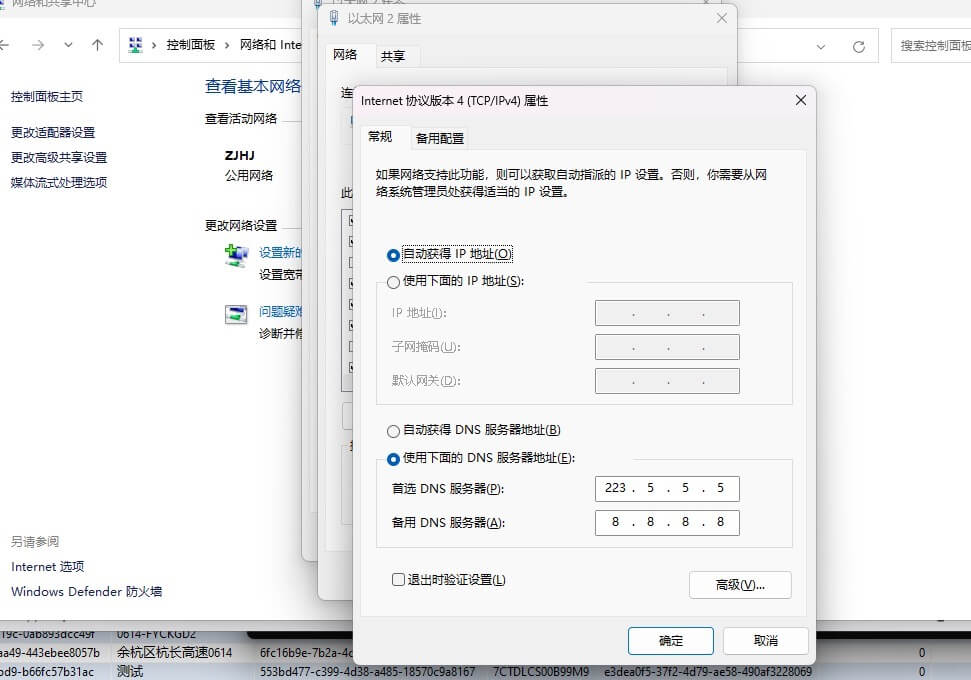 网络和共享中心
控制面板 › 网络和 Inte
搜索控制面板
控制面板主页
更改适配器设置
更改高级共享设置
媒体流式处理选项
查看基本网络
查看活动网络
ZJHJ
公用网络
更改网络设置
设置新的
设置宽带
问题疑难
诊断并修
另请参阅
Internet 选项
Windows Defender 防火墙
以太网 2 属性
网络
共享
Internet 协议版本 4 (TCP/IPv4) 属性
常规
备用配置
如果网络支持此功能，则可以获取自动指派的 IP 设置。否则，你需要从网
络系统管理员处获得适当的 IP 设置。
自动获得 IP 地址(O)
使用下面的 IP 地址(S):
IP 地址(I):
子网掩码(U):
默认网关(D):
自动获得 DNS 服务器地址(B)
使用下面的 DNS 服务器地址(E):
首选 DNS 服务器(P): 223 . 5 . 5 . 5
备用 DNS 服务器(A): 8 . 8 . 8 . 8
退出时验证设置(L)
高级(V)...
确定
取消
19c-0ab893dcc49f 0614-FYCKGD2
aa49-443ebee8057b 余杭区杭长高速0614 6fc16b9e-7b2a-4c 0
od9-b66fc57b31ac 测试 553bd477-c399-4d38-a485-18570c9a8167 7CTDLCS00B99M9 e3dea0f5-37f2-4d79-ae58-490af3228069 0